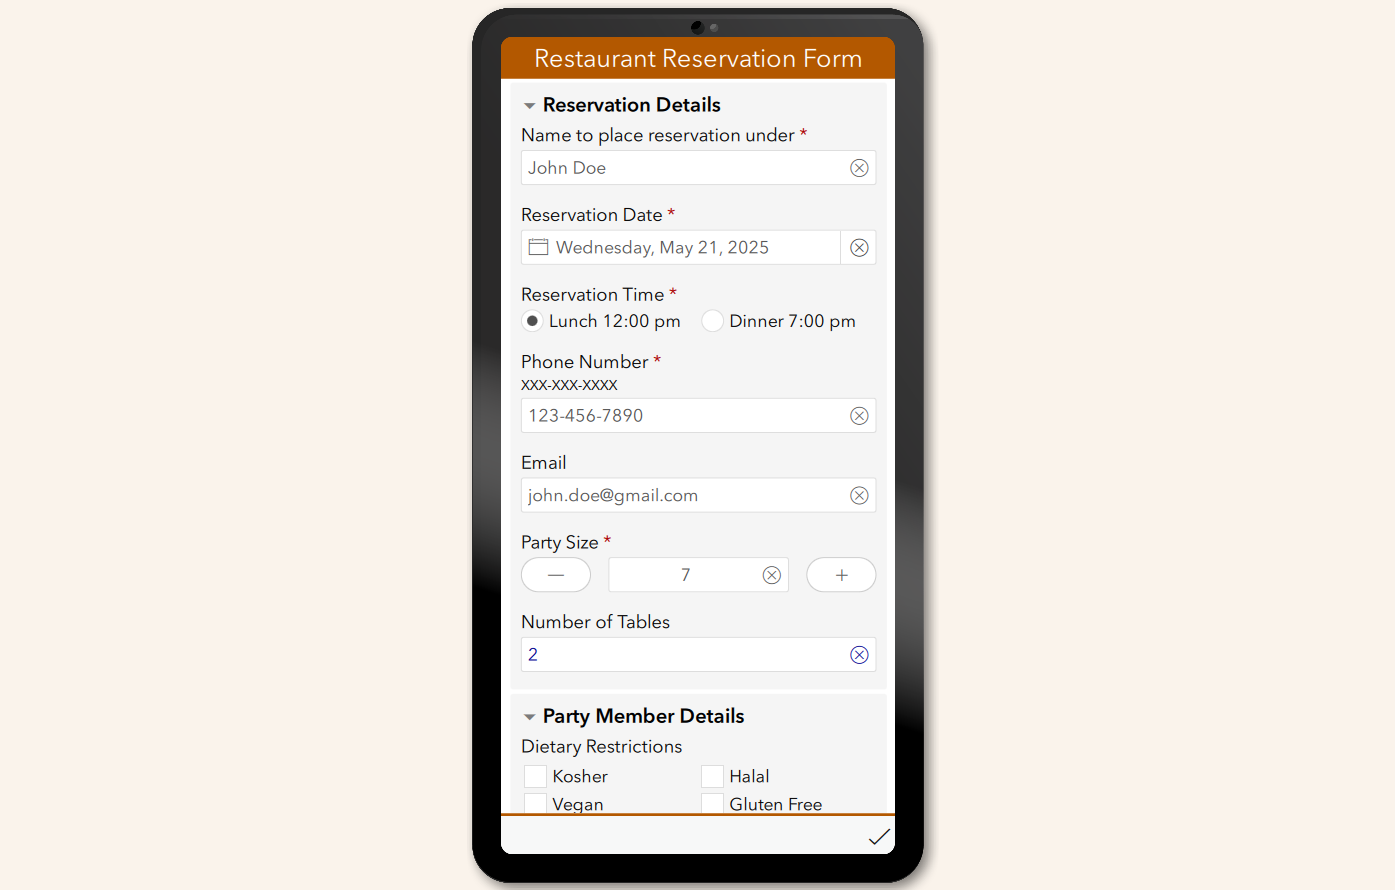 Restaurant Reservation Form
Reservation Details
Name to place reservation under *
John Doe
Reservation Date *
Wednesday, May 21, 2025
Reservation Time *
Lunch 12:00 pm Dinner 7:00 pm
Phone Number *
XXX-XXX-XXXX
123-456-7890
Email
john.doe@gmail.com
Party Size *
— 7 +
Number of Tables
2
Party Member Details
Dietary Restrictions
Kosher Halal
Vegan Gluten Free